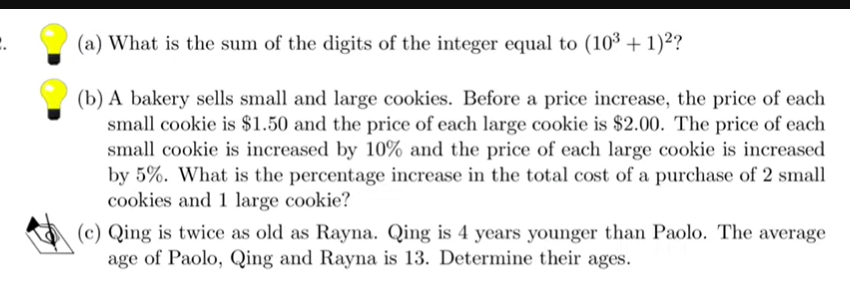 (a) What is the sum of the digits of the integer equal to (10³ + 1)²?
(b) A bakery sells small and large cookies. Before a price increase, the price of each
small cookie is $1.50 and the price of each large cookie is $2.00. The price of each
small cookie is increased by 10% and the price of each large cookie is increased
by 5%. What is the percentage increase in the total cost of a purchase of 2 small
cookies and 1 large cookie?
(c) Qing is twice as old as Rayna. Qing is 4 years younger than Paolo. The average
age of Paolo, Qing and Rayna is 13. Determine their ages.